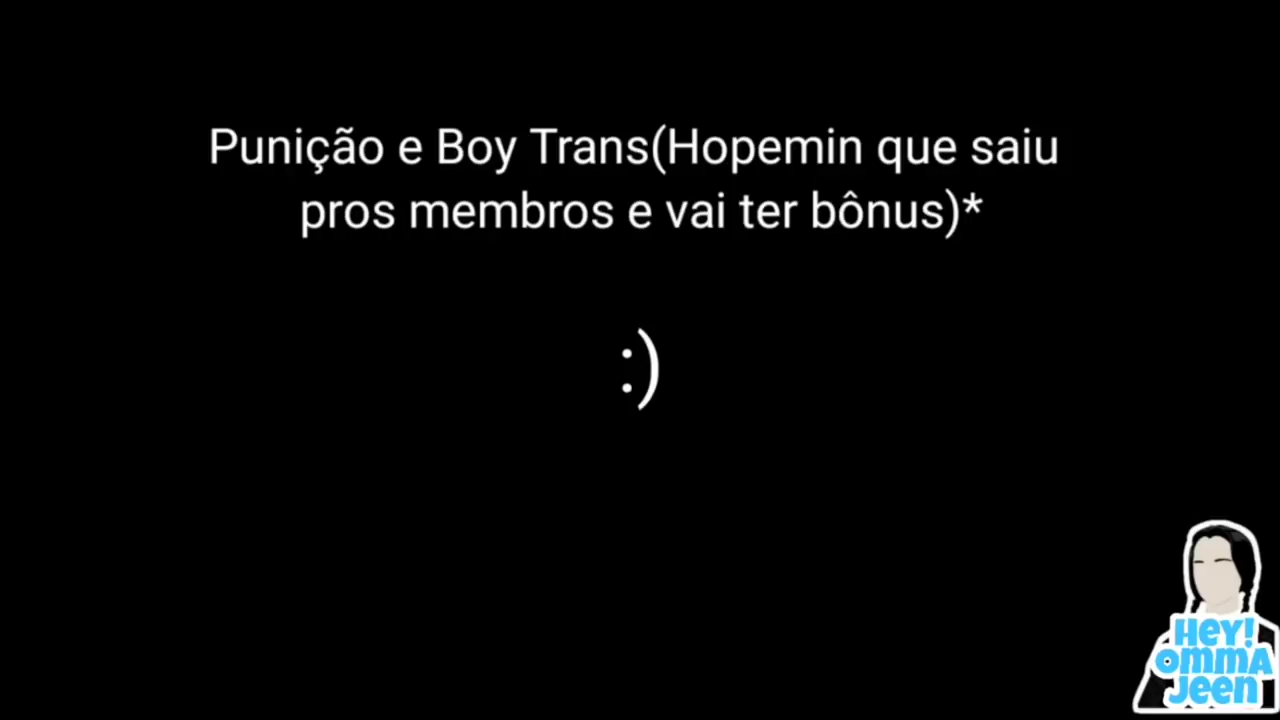 Punição e Boy Trans(Hopemin que saiu
pros membros e vai ter bônus)*
:)
Hey!
omma
Jeen